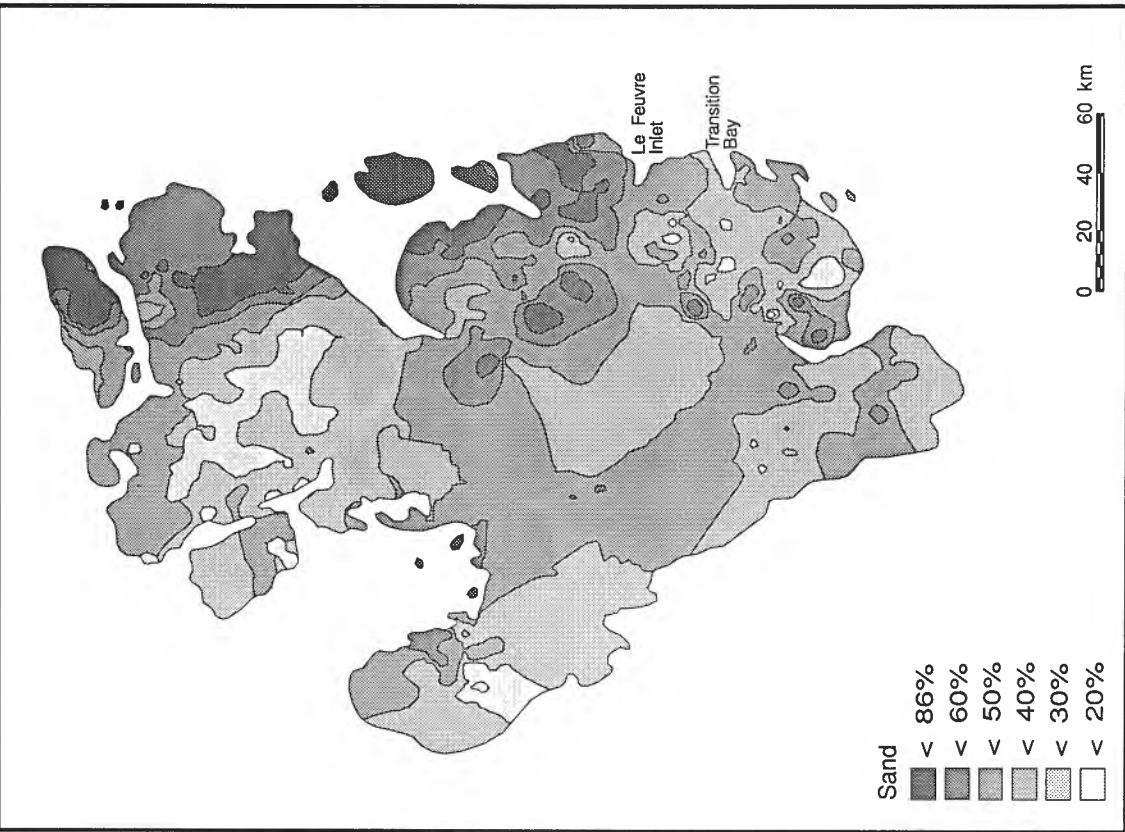 Le Feuvre
Inlet
Transition
Bay
0 20 40 60 km
Sand
< 86%
< 60%
< 50%
< 40%
< 30%
< 20%